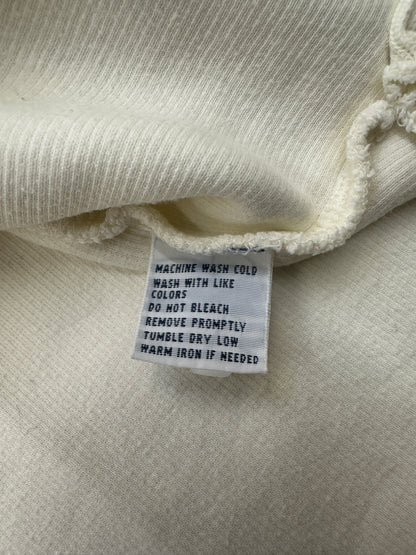 MACHINE WASH COLD
WASH WITH LIKE
COLORS
DO NOT BLEACH
REMOVE PROMPTLY
TUMBLE DRY LOW
WARM IRON IF NEEDED